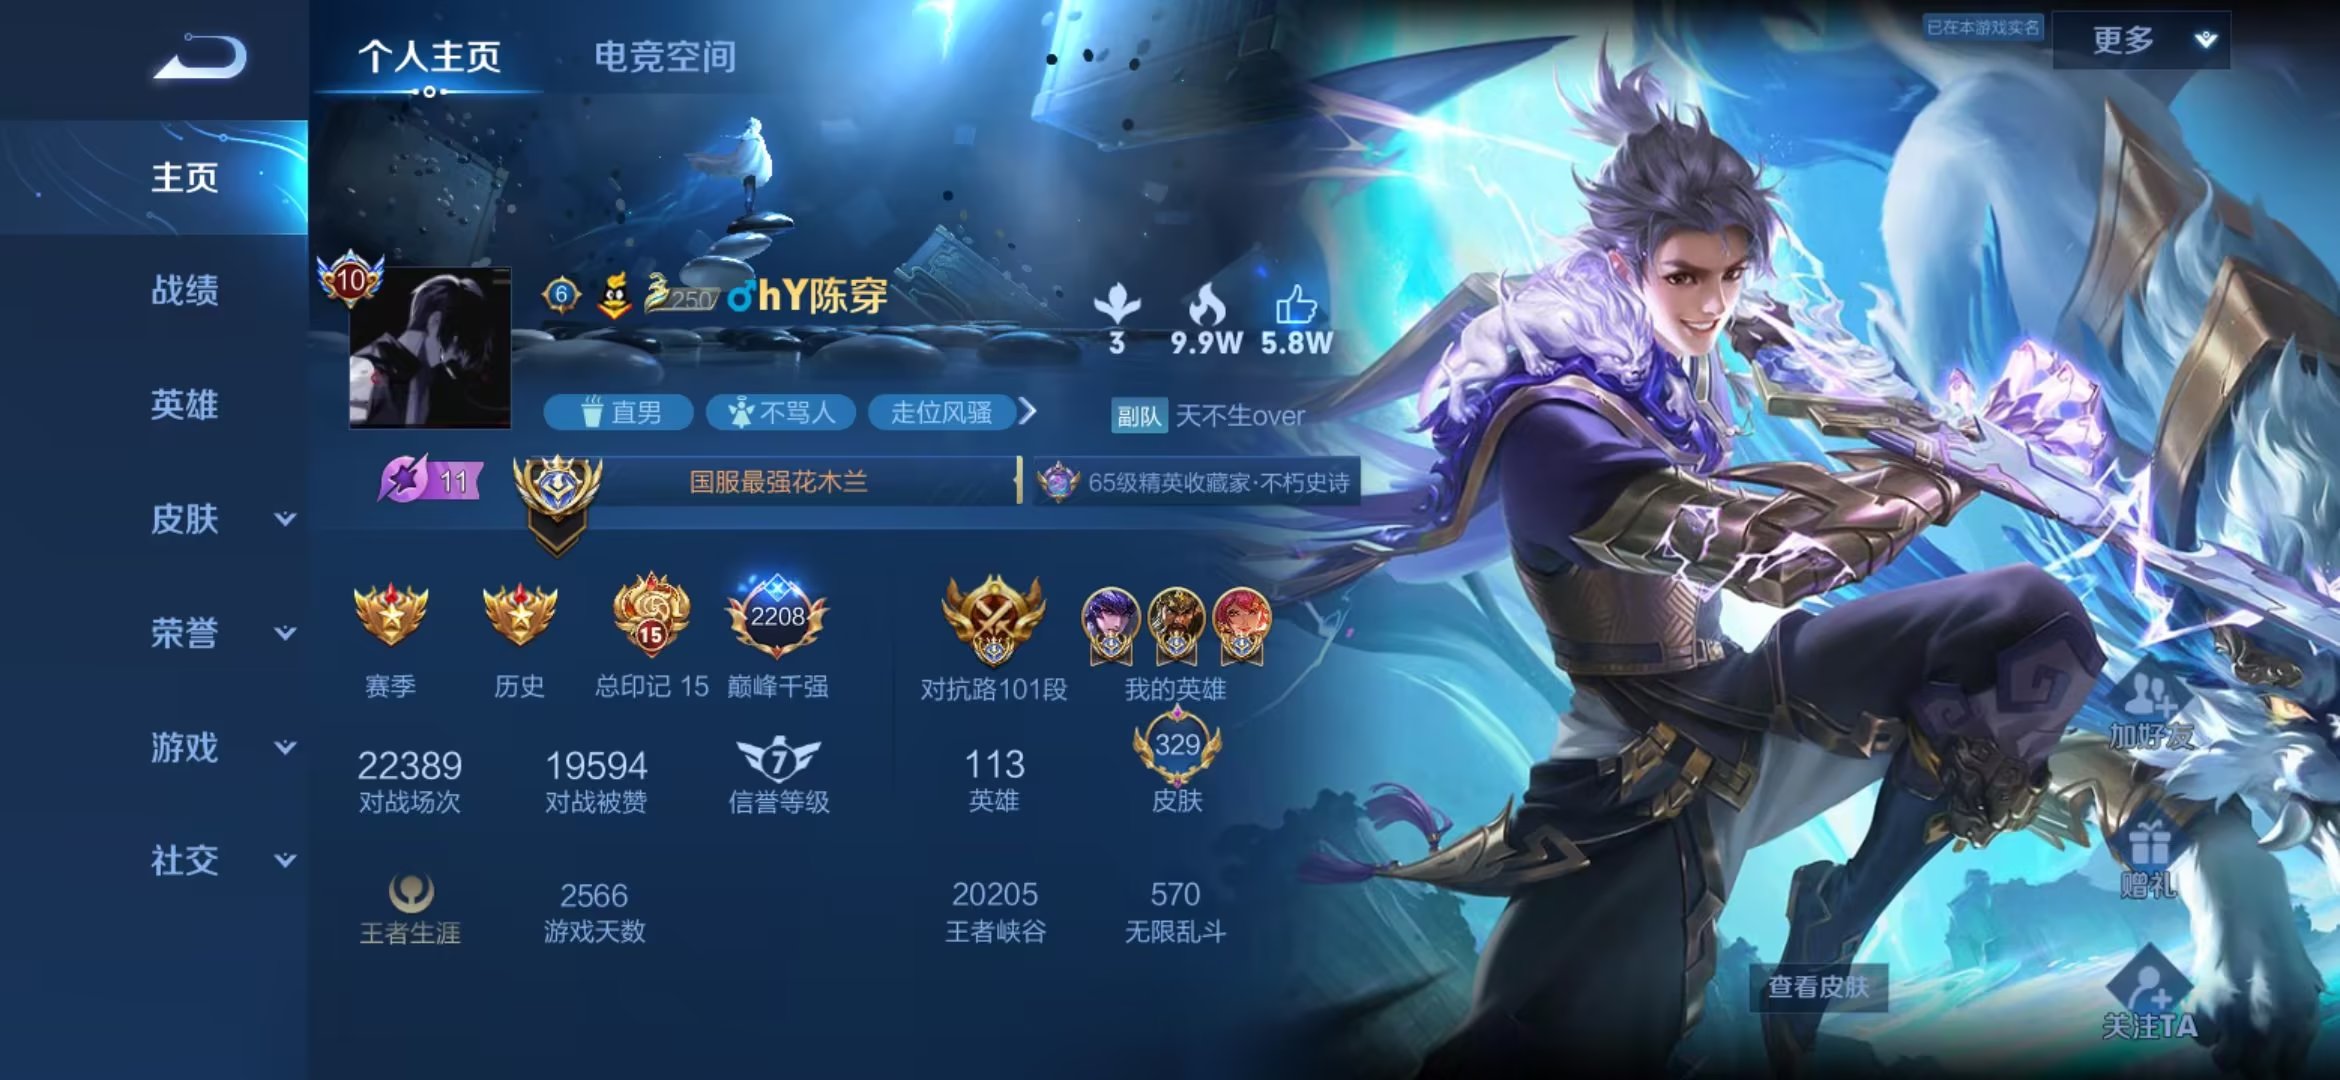 个人主页
电竞空间
已在本游戏实名
更多
主页
战绩
英雄
皮肤
荣誉
游戏
社交
10
6
250
hY陈穿
3
9.9W
5.8W
直男
不骂人
走位风骚
副队
天不生over
11
国服最强花木兰
65级精英收藏家·不朽史诗
15
2208
赛季
历史
总印记 15
巅峰千强
对抗路101段
我的英雄
22389
对战场次
19594
对战被赞
7
信誉等级
113
英雄
329
皮肤
王者生涯
2566
游戏天数
20205
王者峡谷
570
无限乱斗
查看皮肤
加好友
赠礼
关注TA